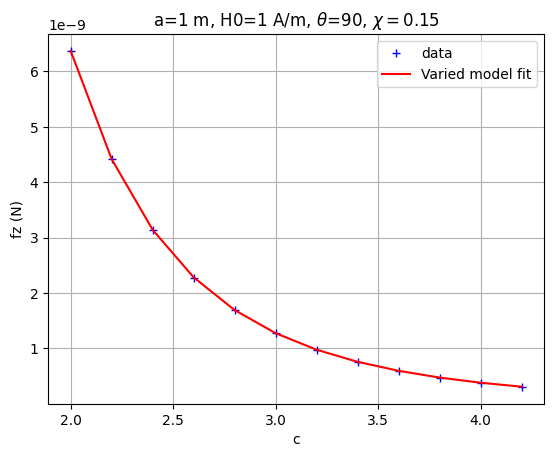 a=1 m, H0=1 A/m, θ=90, χ = 0.15
1e−9
data
Varied model fit
6
5
4
3
2
1
fz (N)
2.0 2.5 3.0 3.5 4.0
c